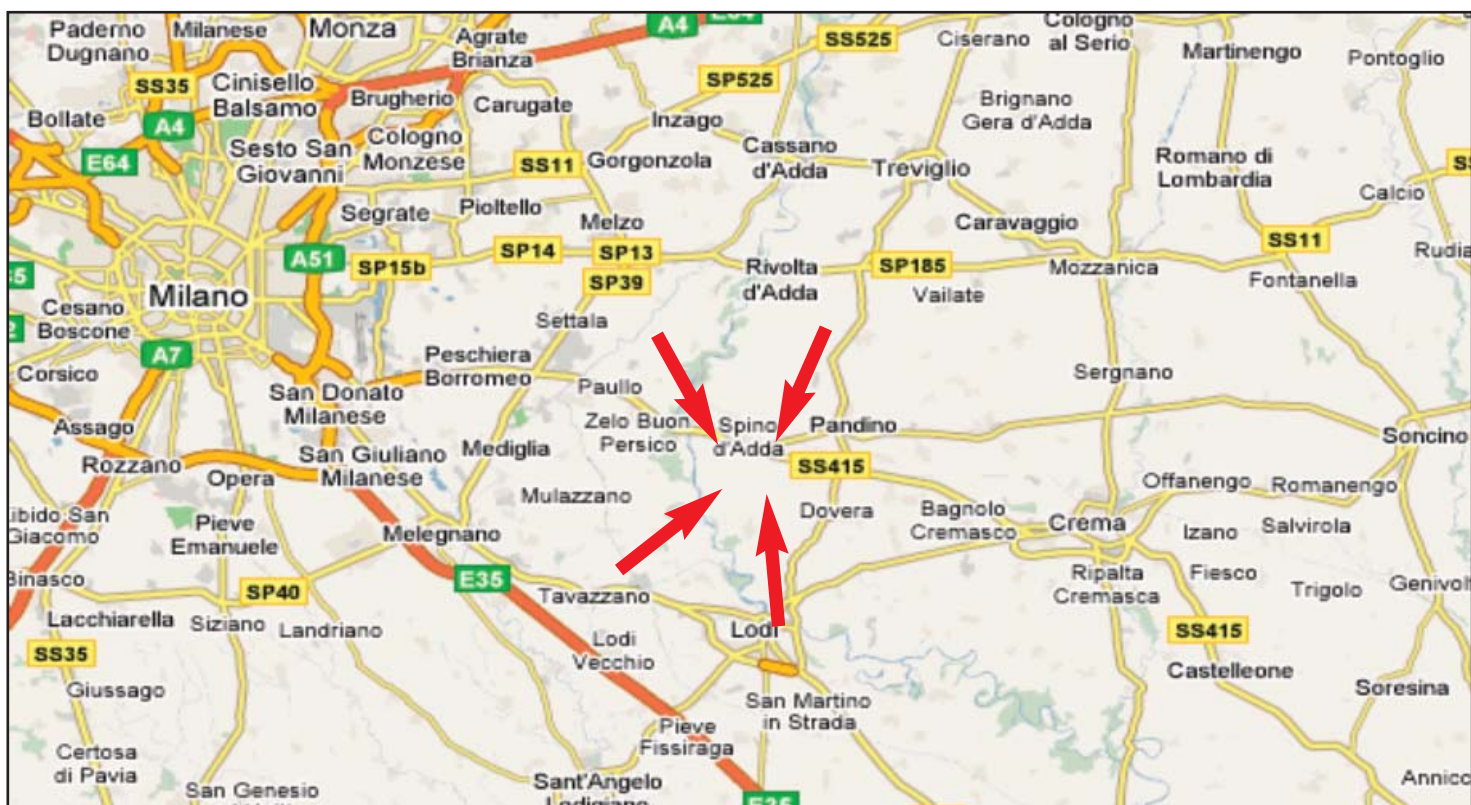 Paderno
Dugnano
Milanese
Monza
Agrate
Brianza
A4
SS525
Ciserano
Cologno
al Serio
Martinengo
Pontoglio
SS35
Cinisello
Balsamo
Brugherio
Carugate
SP525
Brignano
Gera d'Adda
Bollate
A4
Cologno
Monzese
Inzago
Cassano
d'Adda
E64
Sesto San
Giovanni
SS11
Gorgonzola
Treviglio
Romano di
Lombardia
Calcio
Segrate
Pioltello
Melzo
Caravaggio
SS11
A51
SP15b
SP14
SP13
Rivolta
d'Adda
SP185
Mozzanica
Fontanella
SP39
Vailate
Milano
Cesano
Boscone
Settala
A7
Peschiera
Borromeo
Corsico
San Donato
Milanese
Paullo
Sergnano
Assago
Zelo Buon
Persico
Spino
d'Adda
Pandino
Soncino
Rozzano
Opera
San Giuliano
Milanese
Mediglia
SS415
Mulazzano
Offanengo
Romanengo
Pieve
Emanuele
Melegnano
Dovera
Bagnolo
Cremasco
Crema
Izano
Salvirola
Giacomo
Binasco
SP40
E35
Tavazzano
Ripalta
Cremasca
Fiesco
Trigolo
Lacchiarella
Siziano
Landriano
Lodi
Vecchio
Lodi
SS415
SS35
Castelleone
Giussago
San Martino
in Strada
Soresina
Pieve
Fissiraga
Certosa
di Pavia
San Genesio
Sant'Angelo
E35